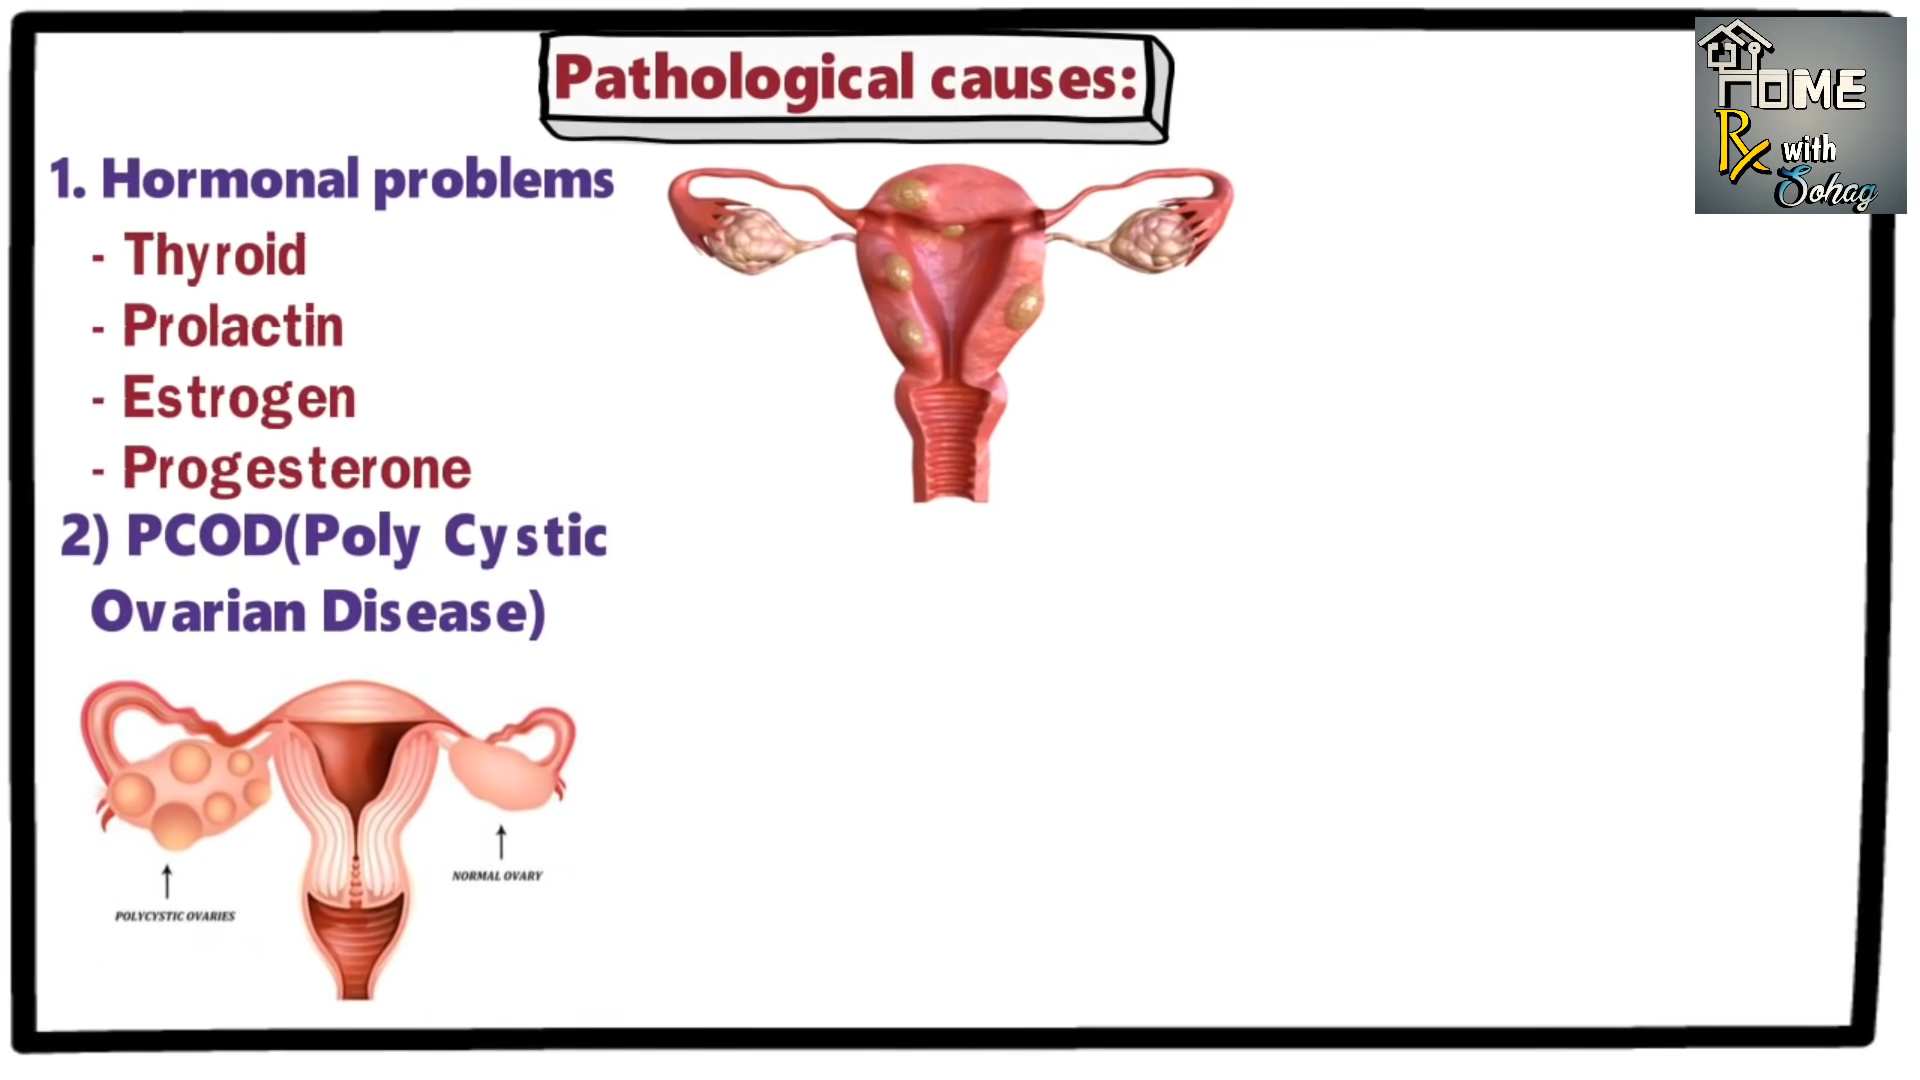 Pathological causes:
HOME
Rx with
Sohag
1. Hormonal problems
- Thyroid
- Prolactin
- Estrogen
- Progesterone
2) PCOD(Poly Cystic
Ovarian Disease)
NORMAL OVARY
POLYCYSTIC OVARIES